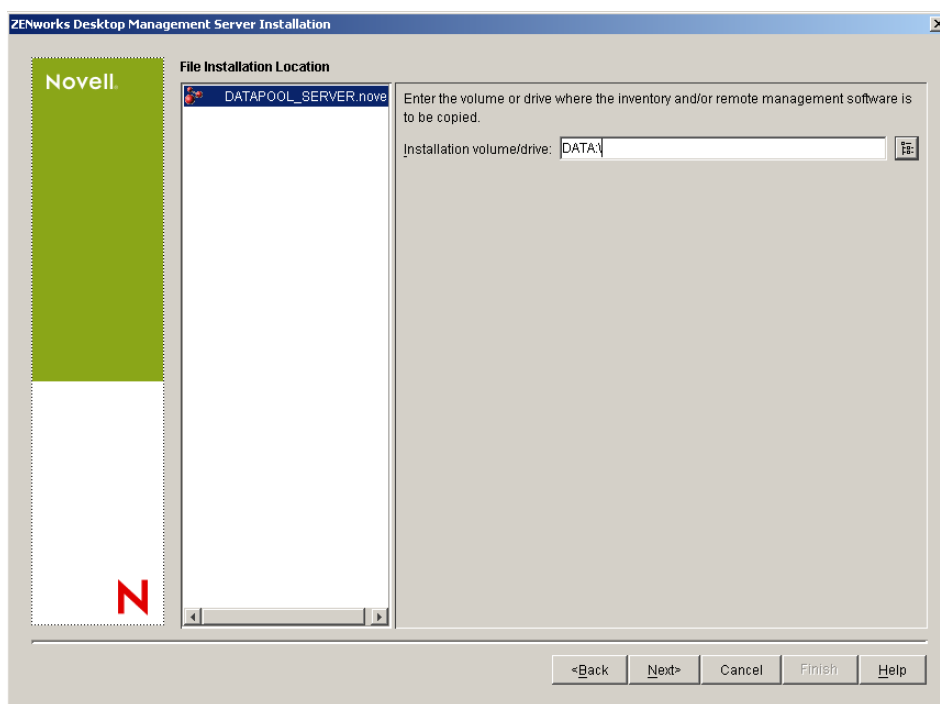 ZENworks Desktop Management Server Installation
Novell.
File Installation Location
DATAPOOL_SERVER.nove
Enter the volume or drive where the inventory and/or remote management software is
to be copied.
Installation volume/drive: DATA:\
N
<Back Next> Cancel Finish Help